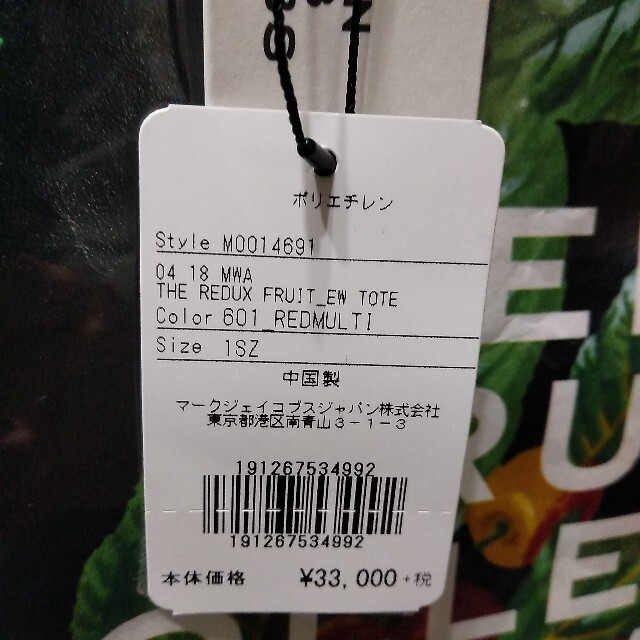 ポリエチレン
Style M0014691
04 18 MWA
THE REDUX FRUIT_EW TOTE
Color 601_REDMULTI
Size 1SZ
中国製
マークジェイコブスジャパン株式会社
東京都港区南青山3-1-3
191267534992
191267534992
本体価格 ¥33,000+税